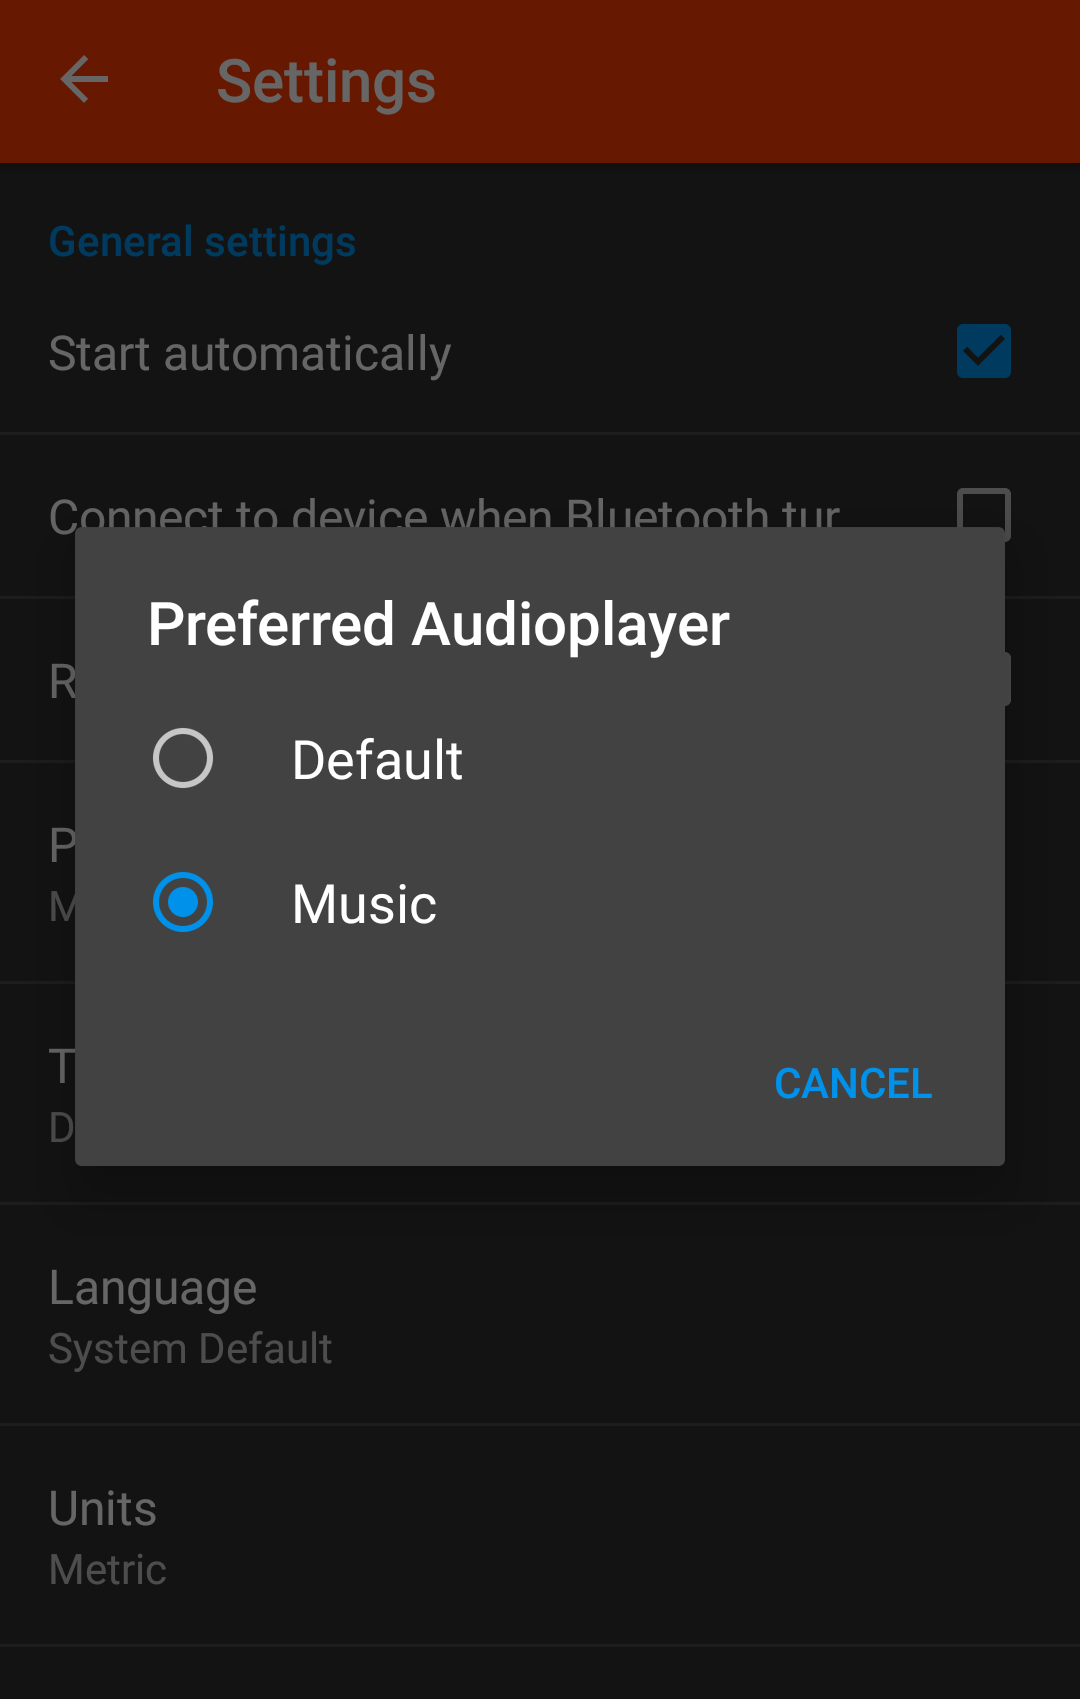 Settings
General settings
Start automatically
Connect to device when Bluetooth tur
Preferred Audioplayer
Default
Music
CANCEL
Language
System Default
Units
Metric